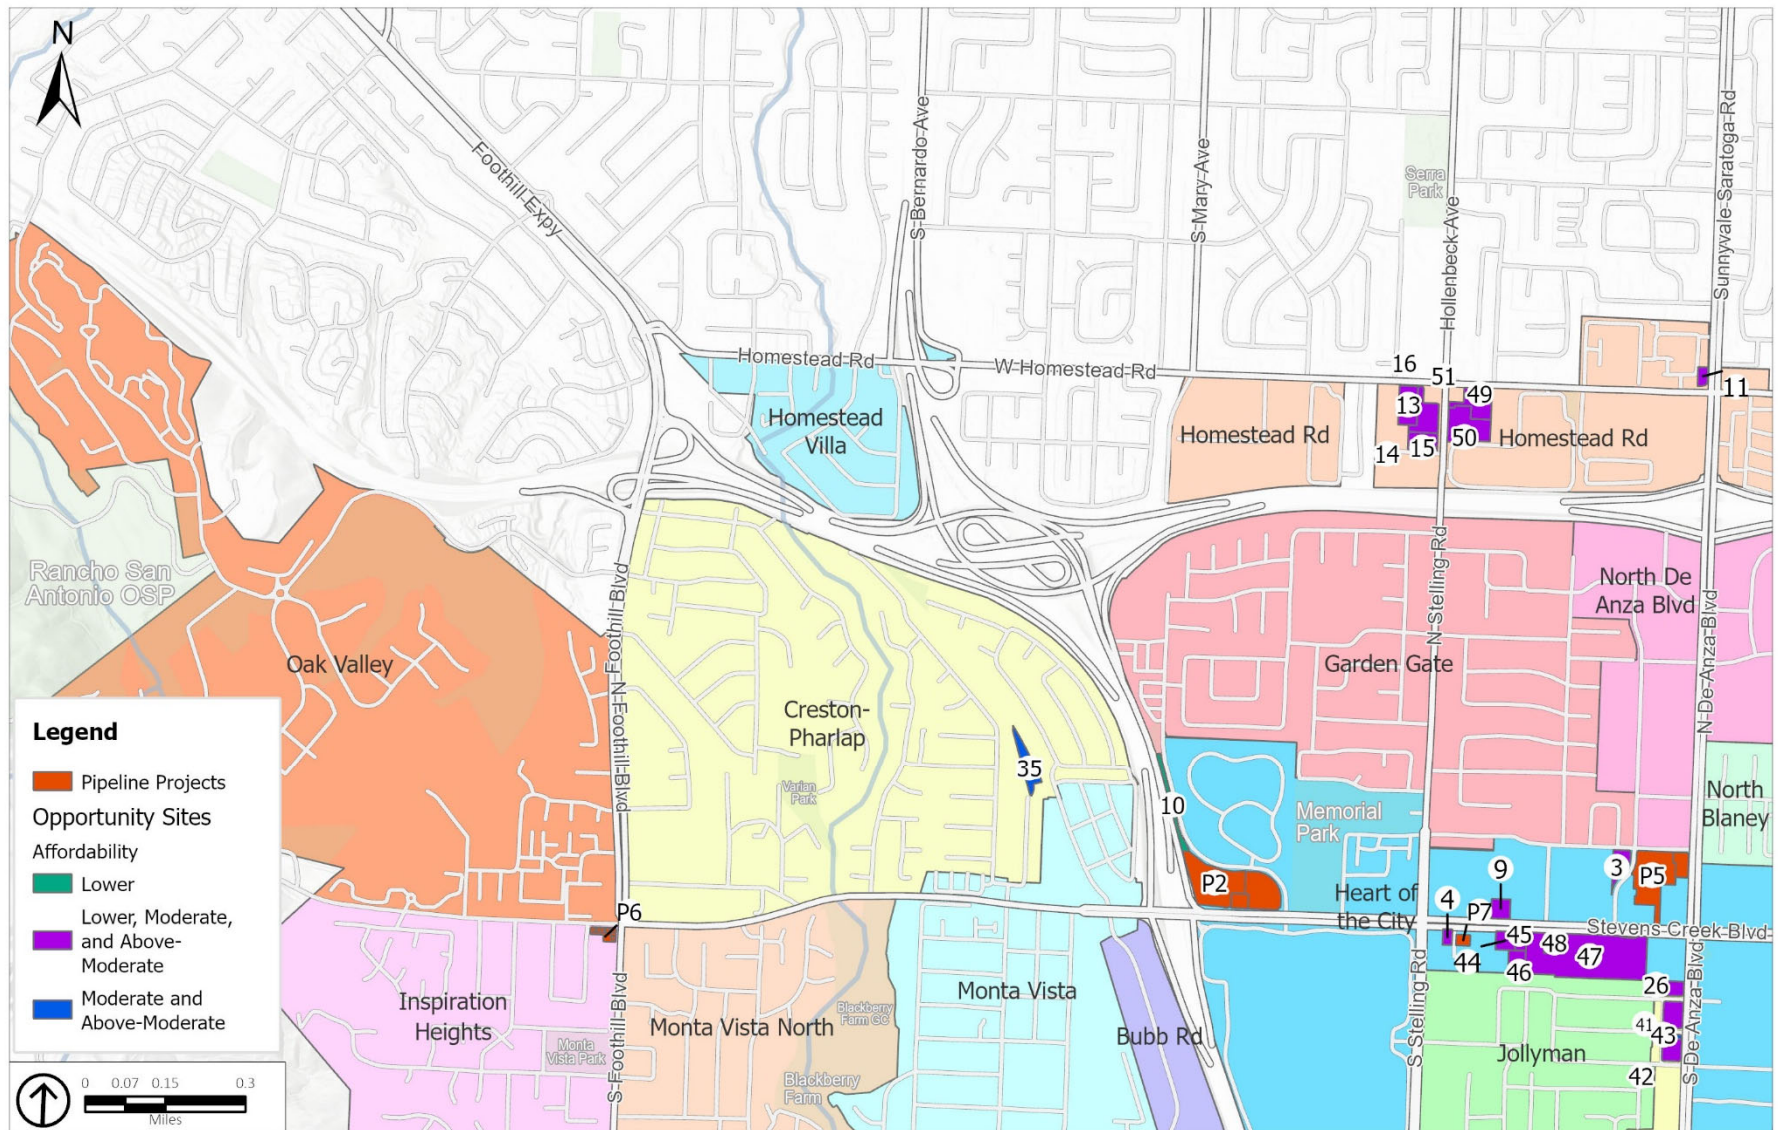 N
Foothill Expy
S-Bernardo-Ave
S-Mary-Ave
Serra
Park
Hollenbeck-Ave
Sunnyvale-Saratoga-Rd
Homestead Rd
W Homestead Rd
16
51
11
13
49
14
15
50
Homestead
Villa
Homestead Rd
Homestead Rd
Rancho San
Antonio OSP
N-Foothill-Blvd
N-Foothill-Blvd
N-Stelling-Rd
North De
Anza Blvd
N-De-Anza-Blvd
Oak Valley
Garden Gate
Creston-
Pharlap
35
Varian
Park
10
Memorial
Park
North
Blaney
Legend
Pipeline Projects
Opportunity Sites
Affordability
Lower
Lower, Moderate,
and Above-
Moderate
Moderate and
Above-Moderate
P2
9
3
P5
Heart of
the City
4
P7
P6
Stevens Creek Blvd
45
48
47
44
46
26
Inspiration
Heights
Monta
Vista Park
S-Foothill-Blvd
Monta Vista North
Blackberry
Farm GC
Blackberry
Farm
Monta Vista
Bubb Rd
S-Stelling-Rd
Jollyman
41
43
42
S-De-Anza-Blvd
0 0.07 0.15 0.3
Miles